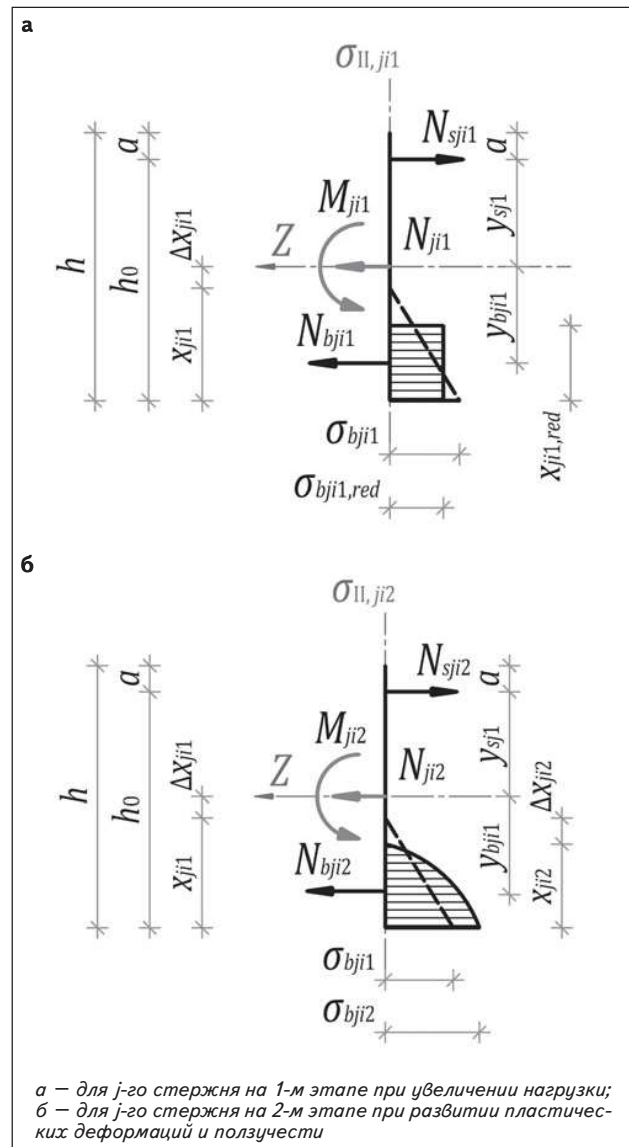 а
σII, ji1
Nsji1
a
a
Mji1
ysj1
Δxji1
Nji1
Z
h
h0
xji1
Nbji1
ybji1
σbji1
xji1,red
σbji1,red
б
σII, ji2
Nsji2
a
a
Mji2
ysj1
Δxji1
Nji2
Δxji2
Z
h
h0
xji1
Nbji2
ybji1
xji2
σbji1
σbji2
а — для j-го стержня на 1-м этапе при увеличении нагрузки;
б — для j-го стержня на 2-м этапе при развитии пластичес-
ких деформаций и ползучести